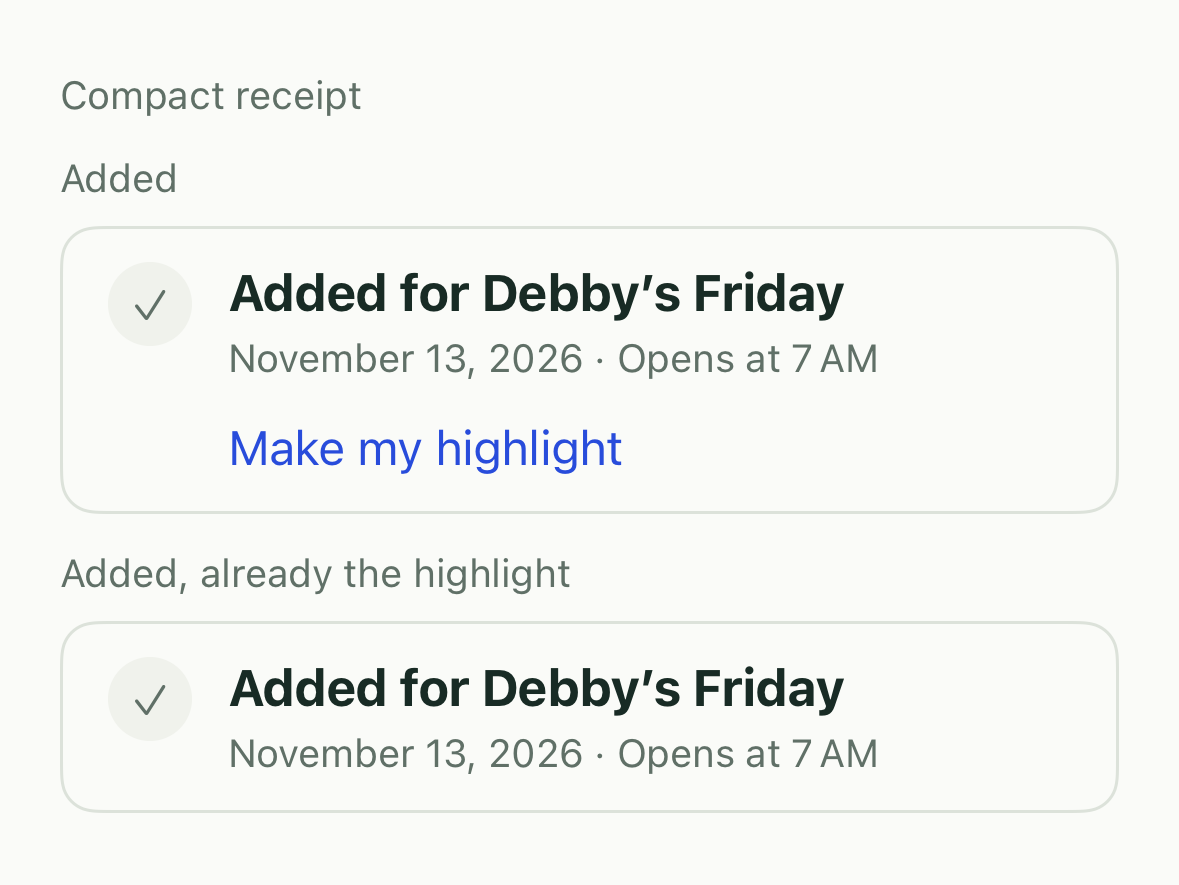 Compact receipt
Added
Added for Debby’s Friday
November 13, 2026 · Opens at 7 AM
Make my highlight
Added, already the highlight
Added for Debby’s Friday
November 13, 2026 · Opens at 7 AM